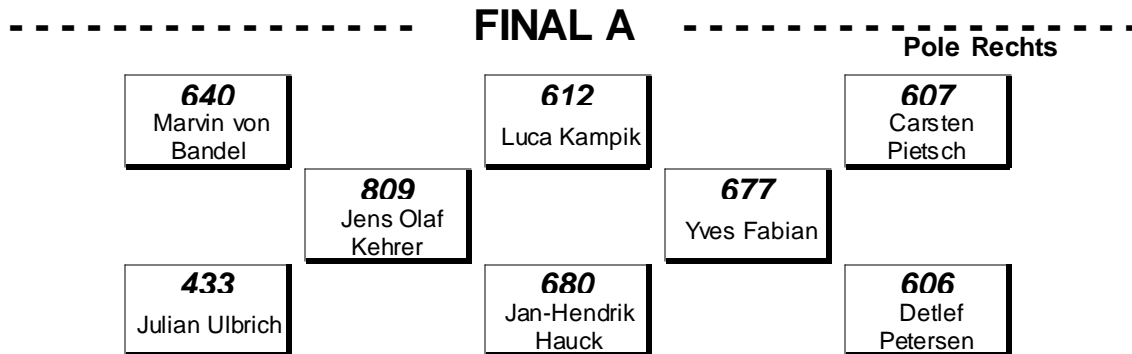 FINAL A
Pole Rechts
640
Marvin von
Bandel
612
Luca Kampik
607
Carsten
Pietsch
809
Jens Olaf
Kehrer
677
Yves Fabian
433
Julian Ulbrich
680
Jan-Hendrik
Hauck
606
Detlef
Petersen